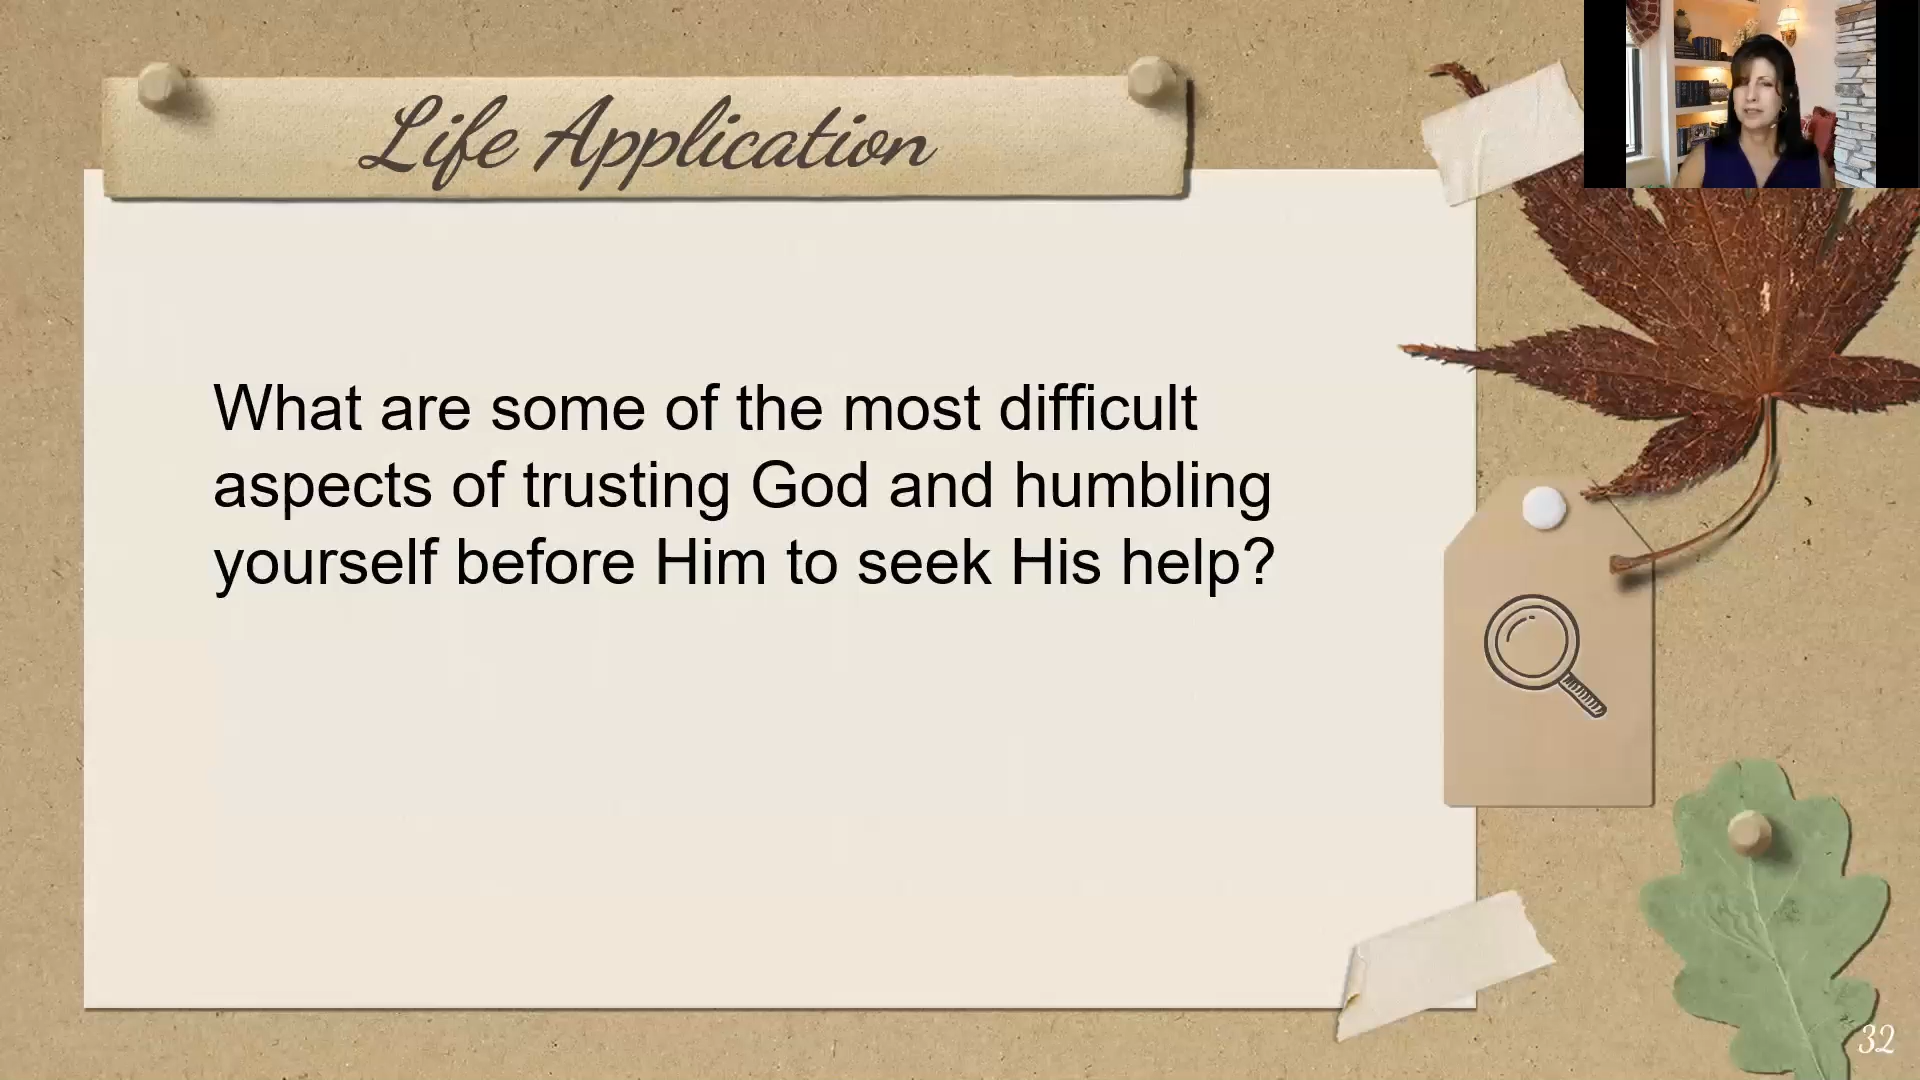 Life Application
What are some of the most difficult
aspects of trusting God and humbling
yourself before Him to seek His help?
32